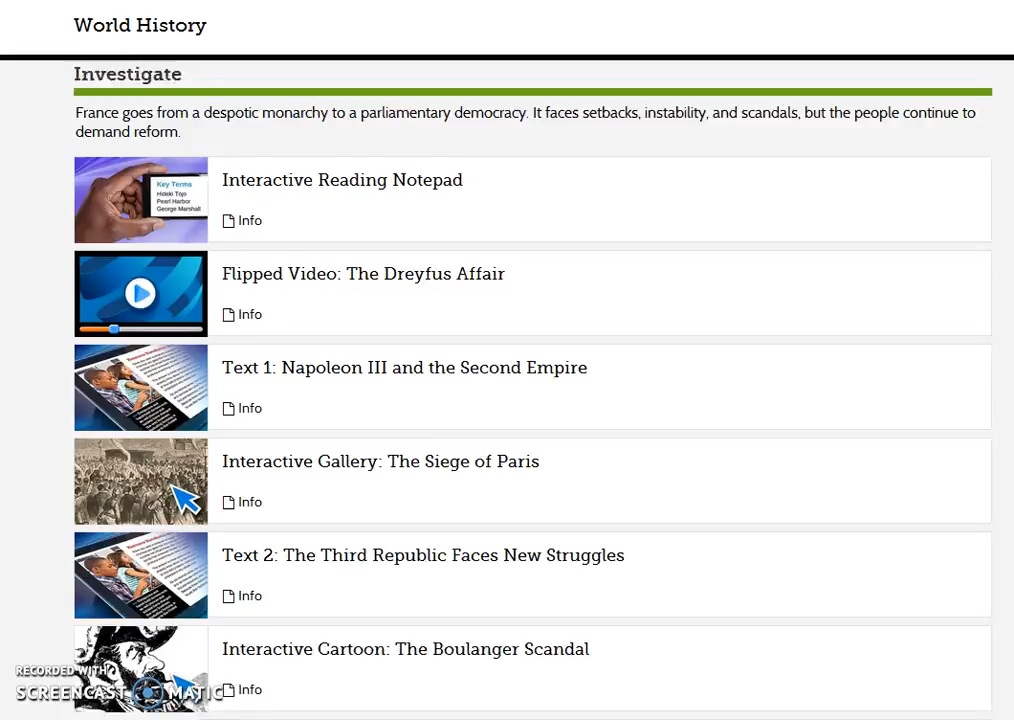 World History
Investigate
France goes from a despotic monarchy to a parliamentary democracy. It faces setbacks, instability, and scandals, but the people continue to
demand reform.
Key Terms
Hideki Tojo
Pearl Harbor
George Marshall
Interactive Reading Notepad
Info
Flipped Video: The Dreyfus Affair
Info
Text 1: Napoleon III and the Second Empire
Info
Interactive Gallery: The Siege of Paris
Info
Text 2: The Third Republic Faces New Struggles
Info
Interactive Cartoon: The Boulanger Scandal
Info
RECORDED WITH
SCREENCAST MATIC